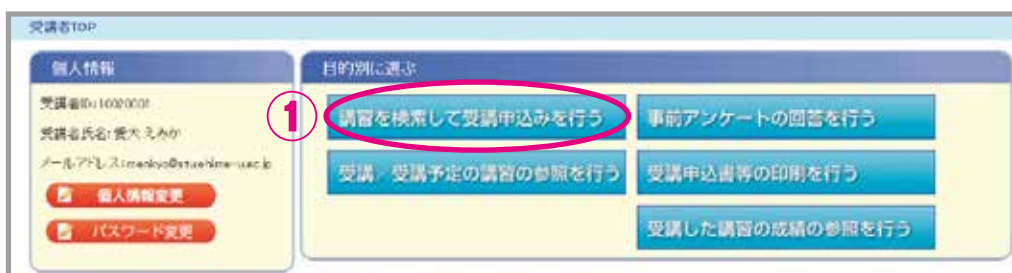 受講者TOP
個人情報
受講者ID:10020001
受講者氏名:愛大 えみか
メールアドレス:
個人情報変更
パスワード変更
目的別に選ぶ
①
講習を検索して受講申込みを行う
事前アンケートの回答を行う
受講／受講予定の講習の参照を行う
受講申込書等の印刷を行う
受講した講習の成績の参照を行う